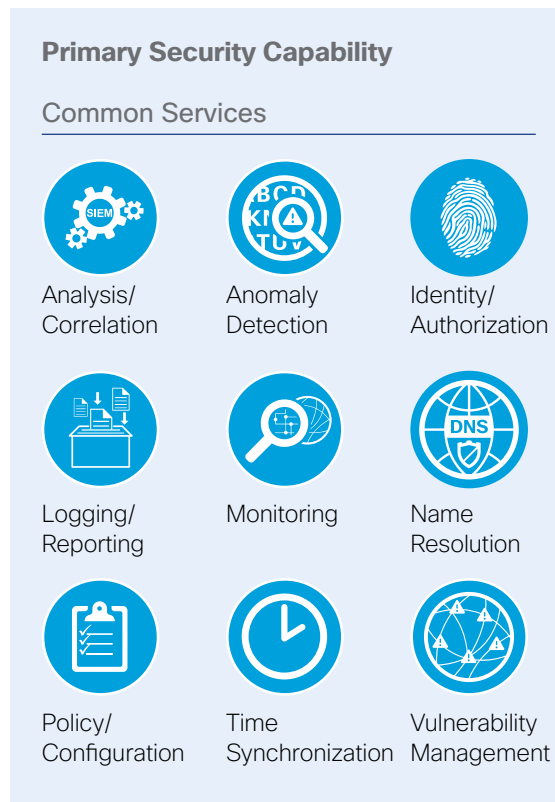 Primary Security Capability
Common Services
SIEM
Analysis/
Correlation
Anomaly
Detection
Identity/
Authorization
Logging/
Reporting
Monitoring
DNS
Name
Resolution
Policy/
Configuration
Time
Synchronization
Vulnerability
Management